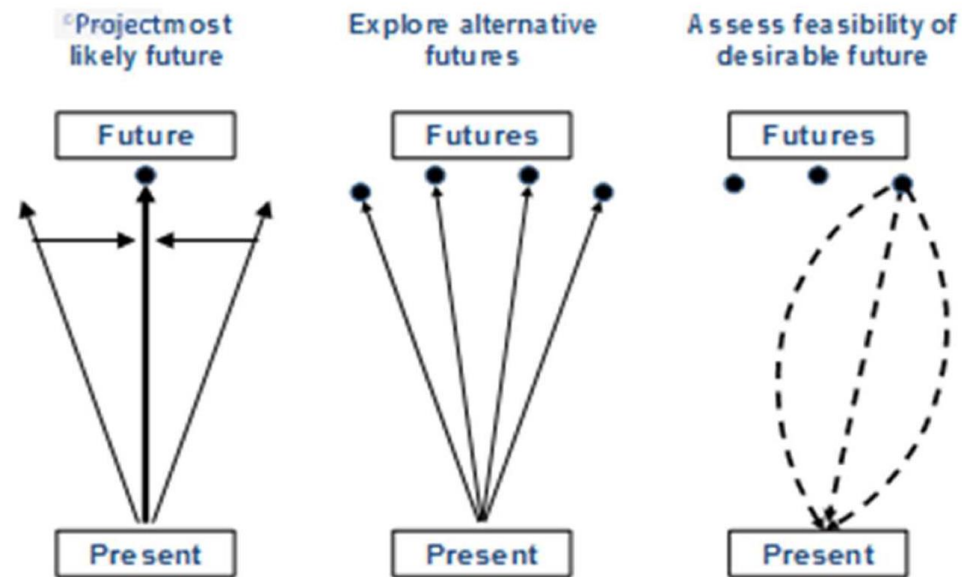 ©Projectmost
likely future
Future
Present
Explore alternative
futures
Futures
Present
Assess feasibility of
desirable future
Futures
Present